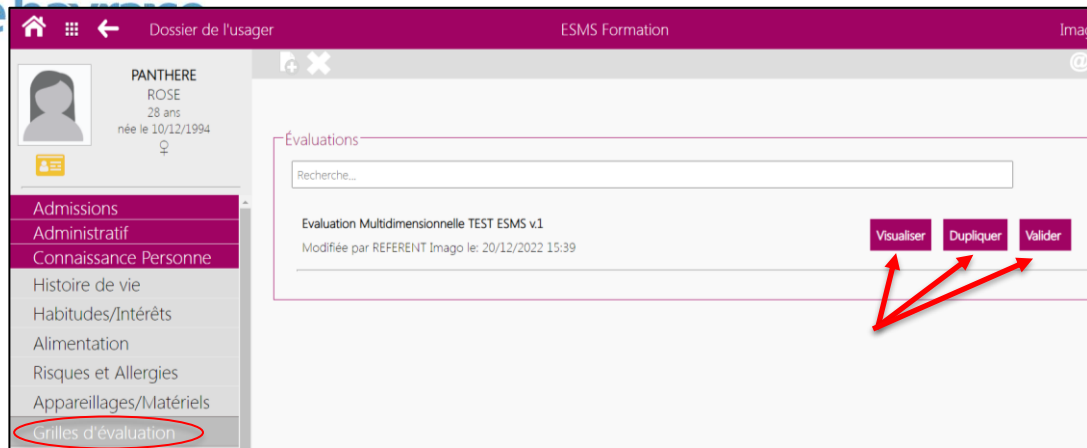 Dossier de l'usager
ESMS Formation
Imag
@
PANTHERE
ROSE
28 ans
née le 10/12/1994
♀
Évaluations
Recherche...
Admissions
Administratif
Connaissance Personne
Histoire de vie
Habitudes/Intérêts
Alimentation
Risques et Allergies
Appareillages/Matériels
Grilles d'évaluation
Evaluation Multidimensionnelle TEST ESMS v.1
Modifiée par REFERENT Imago le: 20/12/2022 15:39
Visualiser Dupliquer Valider